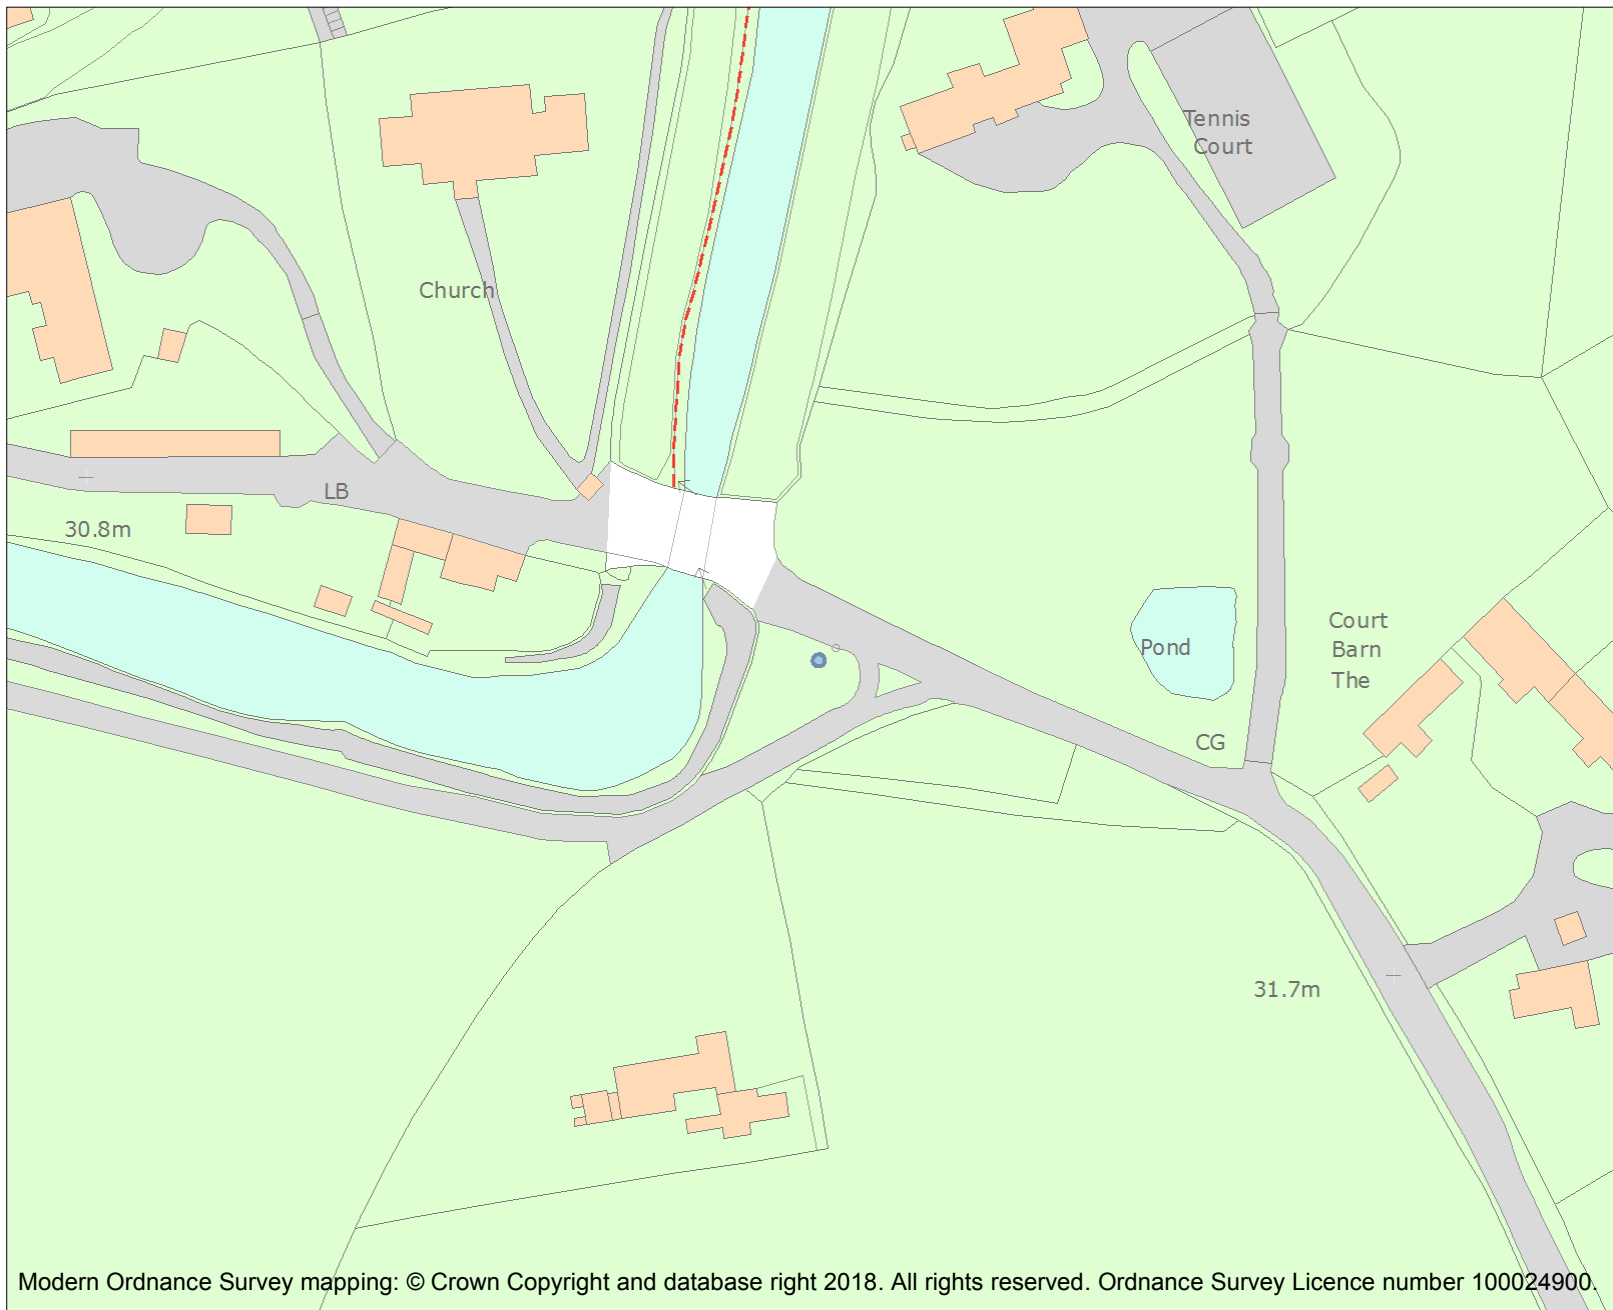 Tennis
Court
Church
LB
30.8m
Pond
Court
Barn
The
CG
31.7m
Modern Ordnance Survey mapping: © Crown Copyright and database right 2018. All rights reserved. Ordnance Survey Licence number 100024900.